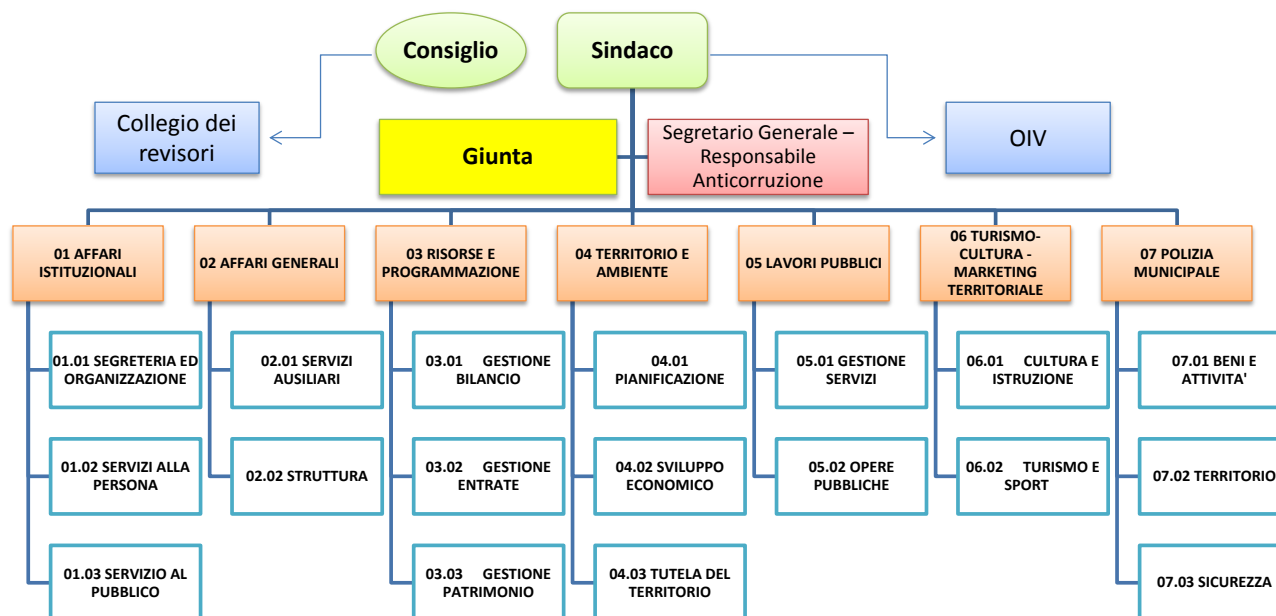 Consiglio
Sindaco
Collegio dei
revisori
Giunta
Segretario Generale –
Responsabile
Anticorruzione
OIV
01 AFFARI
ISTITUZIONALI
02 AFFARI GENERALI
03 RISORSE E
PROGRAMMAZIONE
04 TERRITORIO E
AMBIENTE
05 LAVORI PUBBLICI
06 TURISMO-
CULTURA -
MARKETING
TERRITORIALE
07 POLIZIA
MUNICIPALE
01.01 SEGRETERIA ED
ORGANIZZAZIONE
02.01 SERVIZI
AUSILIARI
03.01 GESTIONE
BILANCIO
04.01
PIANIFICAZIONE
05.01 GESTIONE
SERVIZI
06.01 CULTURA E
ISTRUZIONE
07.01 BENI E
ATTIVITA'
01.02 SERVIZI ALLA
PERSONA
02.02 STRUTTURA
03.02 GESTIONE
ENTRATE
04.02 SVILUPPO
ECONOMICO
05.02 OPERE
PUBBLICHE
06.02 TURISMO E
SPORT
07.02 TERRITORIO
01.03 SERVIZIO AL
PUBBLICO
03.03 GESTIONE
PATRIMONIO
04.03 TUTELA DEL
TERRITORIO
07.03 SICUREZZA